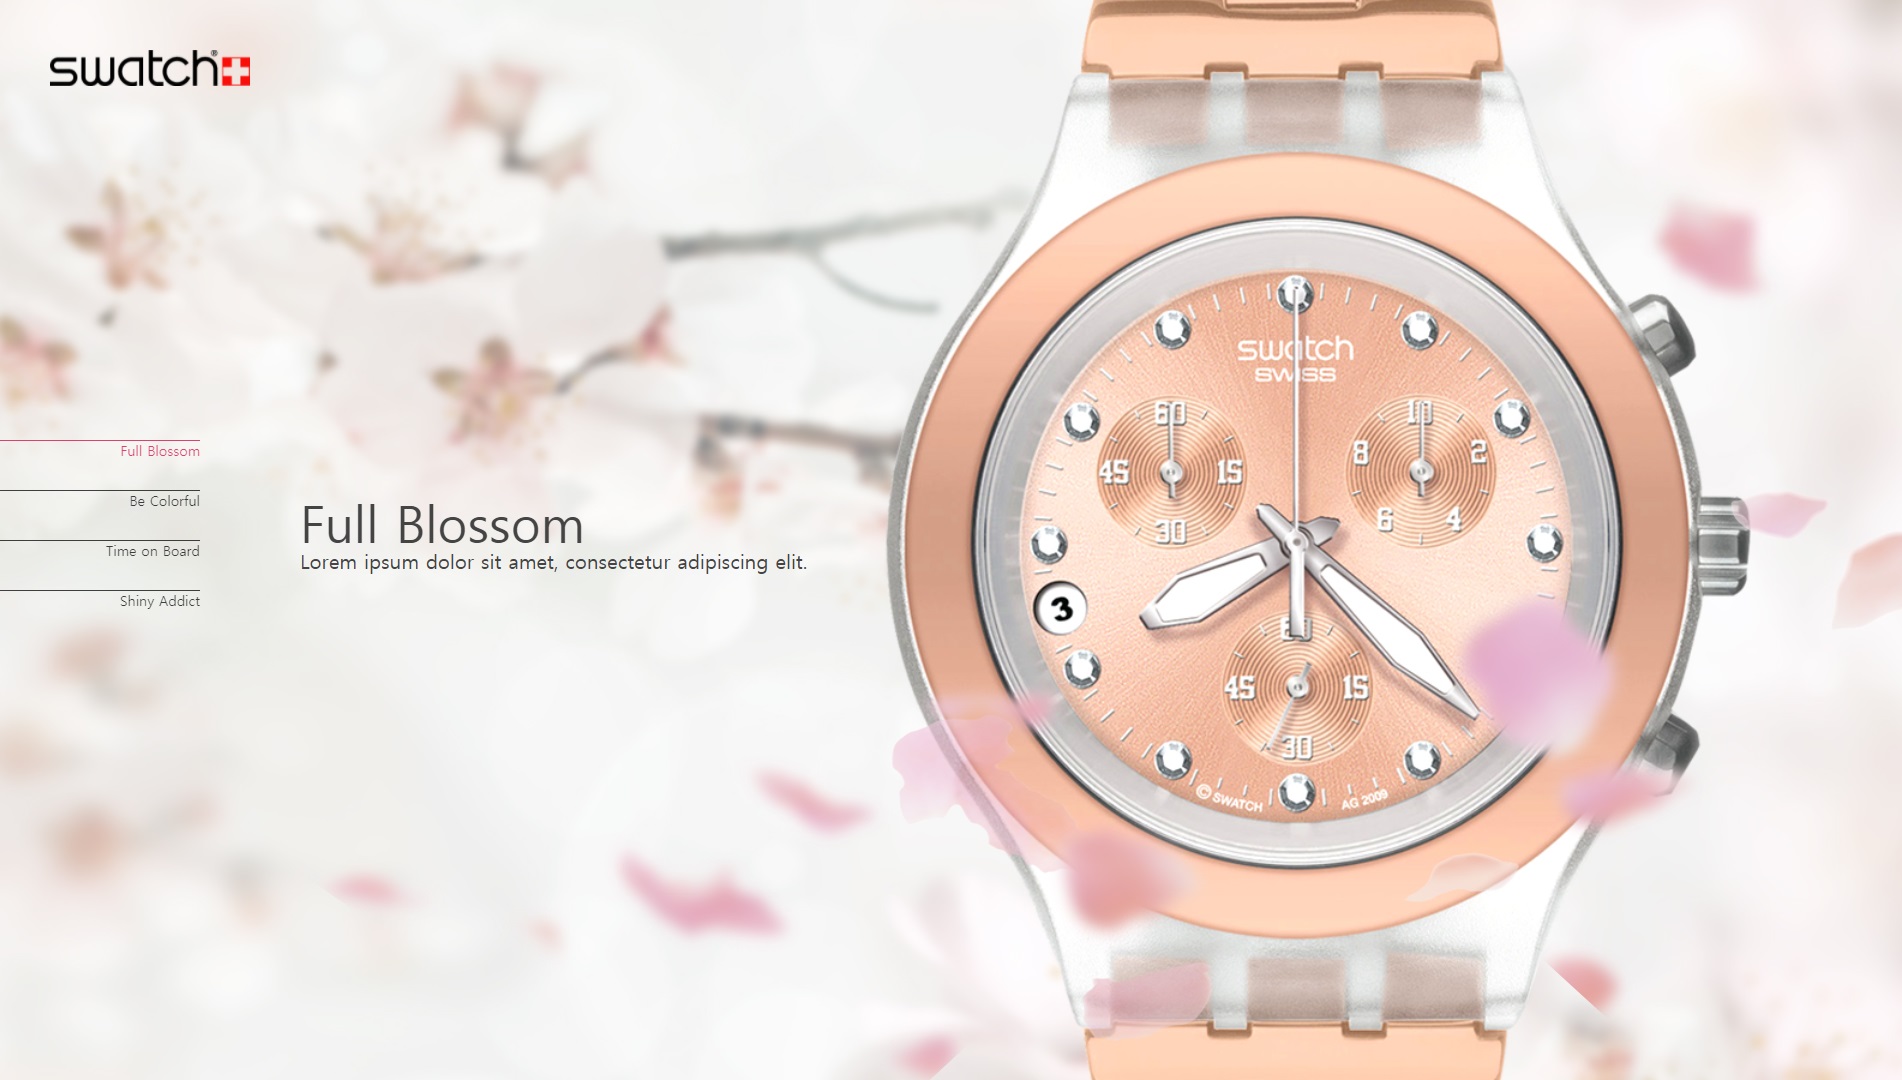 swatch®
Full Blossom
Be Colorful
Time on Board
Shiny Addict
Full Blossom
Lorem ipsum dolor sit amet, consectetur adipiscing elit.
swatch
SWISS
60
45 15
30
10
8 2
6 4
3
60
45 15
30
© SWATCH AG 2009